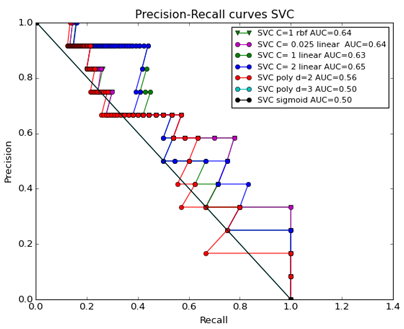 Precision-Recall curves SVC
SVC C=1 rbf AUC=0.64
SVC C= 0.025 linear AUC=0.64
SVC C= 1 linear AUC=0.63
SVC C= 2 linear AUC=0.65
SVC poly d=2 AUC=0.56
SVC poly d=3 AUC=0.50
SVC sigmoid AUC=0.50
Precision
1.0
0.8
0.6
0.4
0.2
0.0
0.0 0.2 0.4 0.6 0.8 1.0 1.2 1.4
Recall